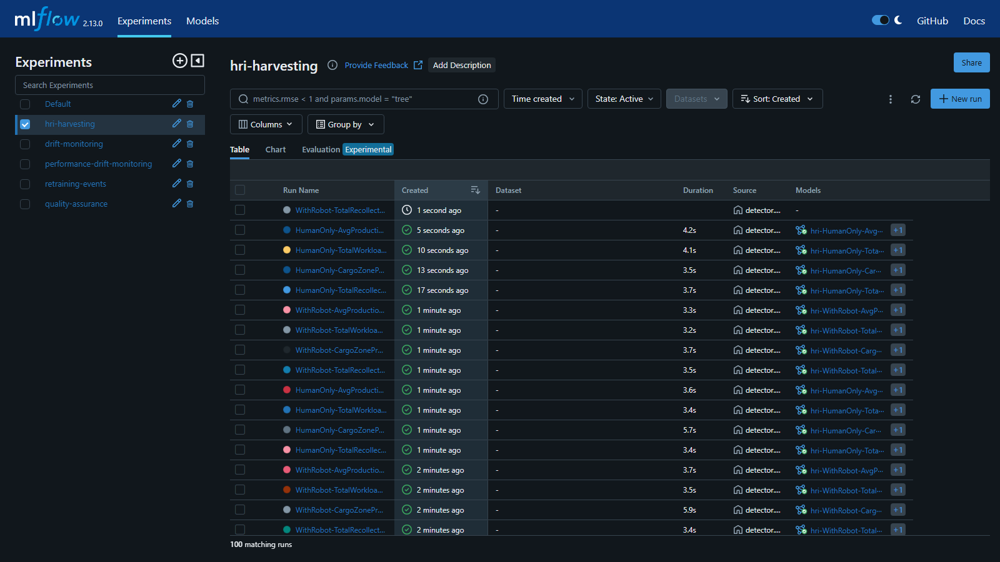 mlflow 2.13.0 Experiments Models GitHub Docs
Experiments
Search Experiments
Default
hri-harvesting
drift-monitoring
performance-drift-monitoring
retraining-events
quality-assurance
hri-harvesting Provide Feedback Add Description Share
metrics.rmse < 1 and params.model = "tree" Time created State: Active Datasets Sort: Created New run
Columns Group by
Table Chart Evaluation Experimental
Run Name Created Dataset Duration Source Models
WithRobot-TotalRecollect... 1 second ago - detector.... -
HumanOnly-AvgProducti... 5 seconds ago - 4.2s detector.... hri-HumanOnly-Avg... +1
HumanOnly-TotalWorkloa... 10 seconds ago - 4.1s detector.... hri-HumanOnly-Tota... +1
HumanOnly-CargoZoneP... 13 seconds ago - 3.5s detector.... hri-HumanOnly-Car... +1
HumanOnly-TotalRecollec... 17 seconds ago - 3.7s detector.... hri-HumanOnly-Tota... +1
WithRobot-AvgProductio... 1 minute ago - 3.3s detector.... hri-WithRobot-AvgP... +1
WithRobot-TotalWorkloa... 1 minute ago - 3.2s detector.... hri-WithRobot-Total... +1
WithRobot-CargoZonePr... 1 minute ago - 3.7s detector.... hri-WithRobot-Carg... +1
WithRobot-TotalRecollect... 1 minute ago - 3.5s detector.... hri-WithRobot-Total... +1
HumanOnly-AvgProducti... 1 minute ago - 3.6s detector.... hri-HumanOnly-Avg... +1
HumanOnly-TotalWorkloa... 1 minute ago - 3.4s detector.... hri-HumanOnly-Tota... +1
HumanOnly-CargoZoneP... 1 minute ago - 5.7s detector.... hri-HumanOnly-Car... +1
HumanOnly-TotalRecollec... 1 minute ago - 3.4s detector.... hri-HumanOnly-Tota... +1
WithRobot-AvgProductio... 2 minutes ago - 3.7s detector.... hri-WithRobot-AvgP... +1
WithRobot-TotalWorkloa... 2 minutes ago - 3.5s detector.... hri-WithRobot-Total... +1
WithRobot-CargoZonePr... 2 minutes ago - 5.9s detector.... hri-WithRobot-Carg... +1
WithRobot-TotalRecollect... 2 minutes ago - 3.4s detector.... hri-WithRobot-Total... +1
100 matching runs